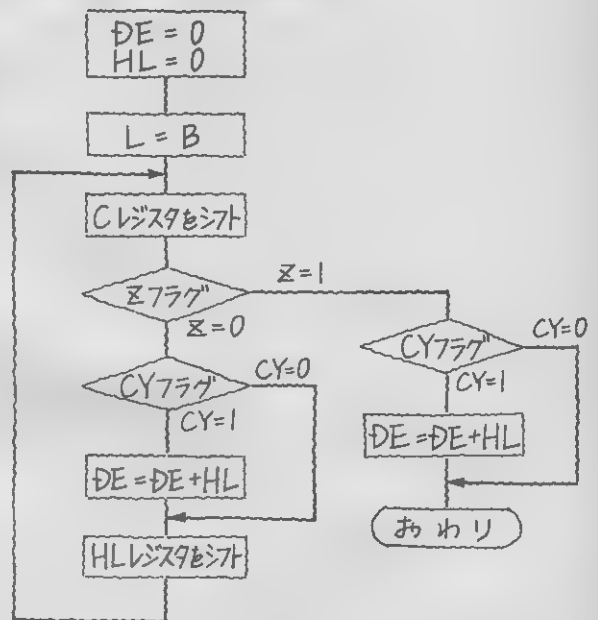 DE = 0
HL = 0
L = B
Cレジスタをシフト
Zフラグ
Z=1
Z=0
CYフラグ
CY=0
CY=1
DE=DE+HL
HLレジスタをシフト
CYフラグ
CY=0
CY=1
DE=DE+HL
おわり